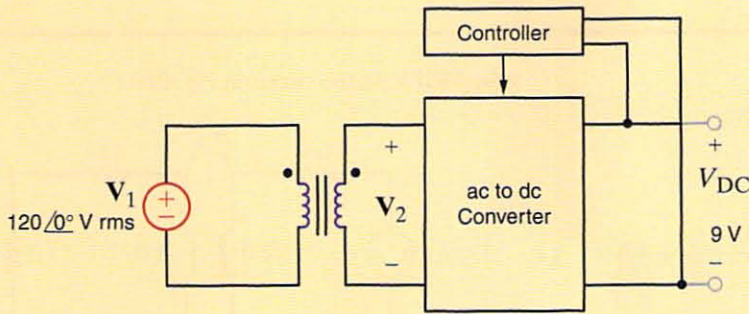 Controller
V1
120/0° V rms
+
−
+
V2
−
ac to dc
Converter
+
VDC
9 V
−